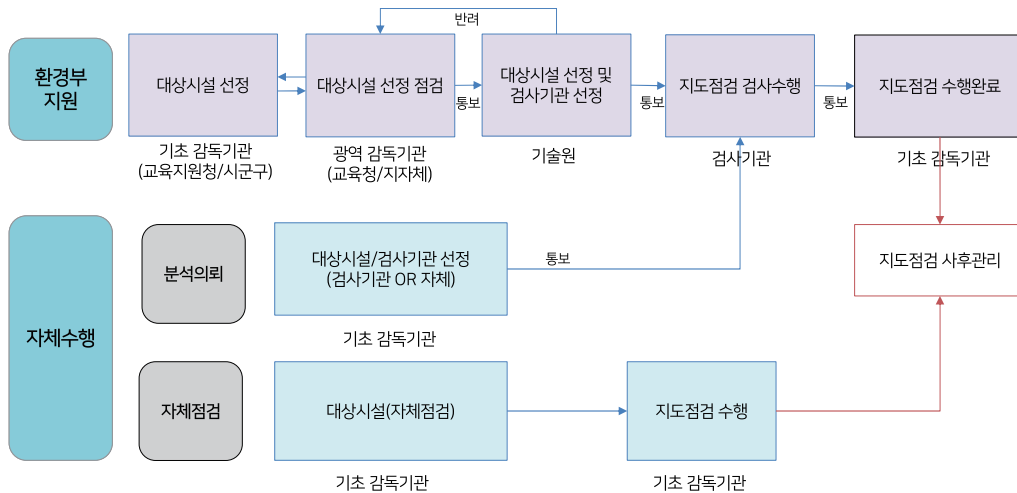 반려
환경부
지원
대상시설 선정
대상시설 선정 점검
통보
대상시설 선정 및
검사기관 선정
통보
지도점검 검사수행
통보
지도점검 수행완료
기초 감독기관
(교육지원청/시군구)
광역 감독기관
(교육청/지자체)
기술원
검사기관
기초 감독기관
자체수행
분석의뢰
대상시설/검사기관 선정
(검사기관 OR 자체)
통보
지도점검 사후관리
기초 감독기관
자체점검
대상시설(자체점검)
지도점검 수행
기초 감독기관
기초 감독기관